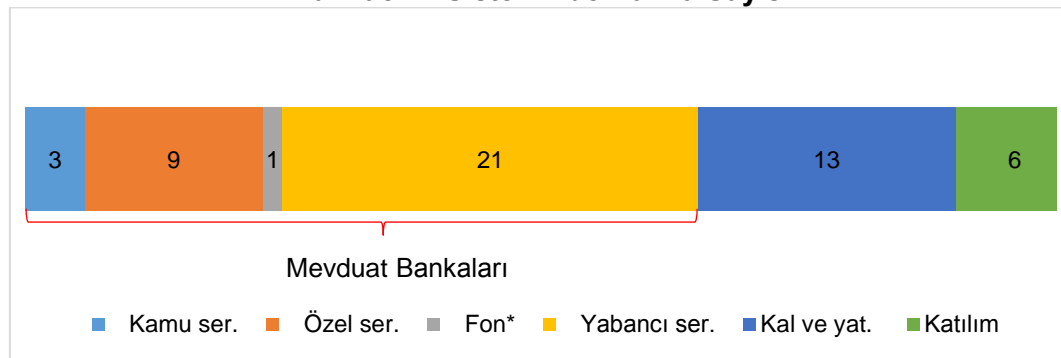 3 9 1 21 13 6
Mevduat Bankaları
Kamu ser. Özel ser. Fon* Yabancı ser. Kal ve yat. Katılım